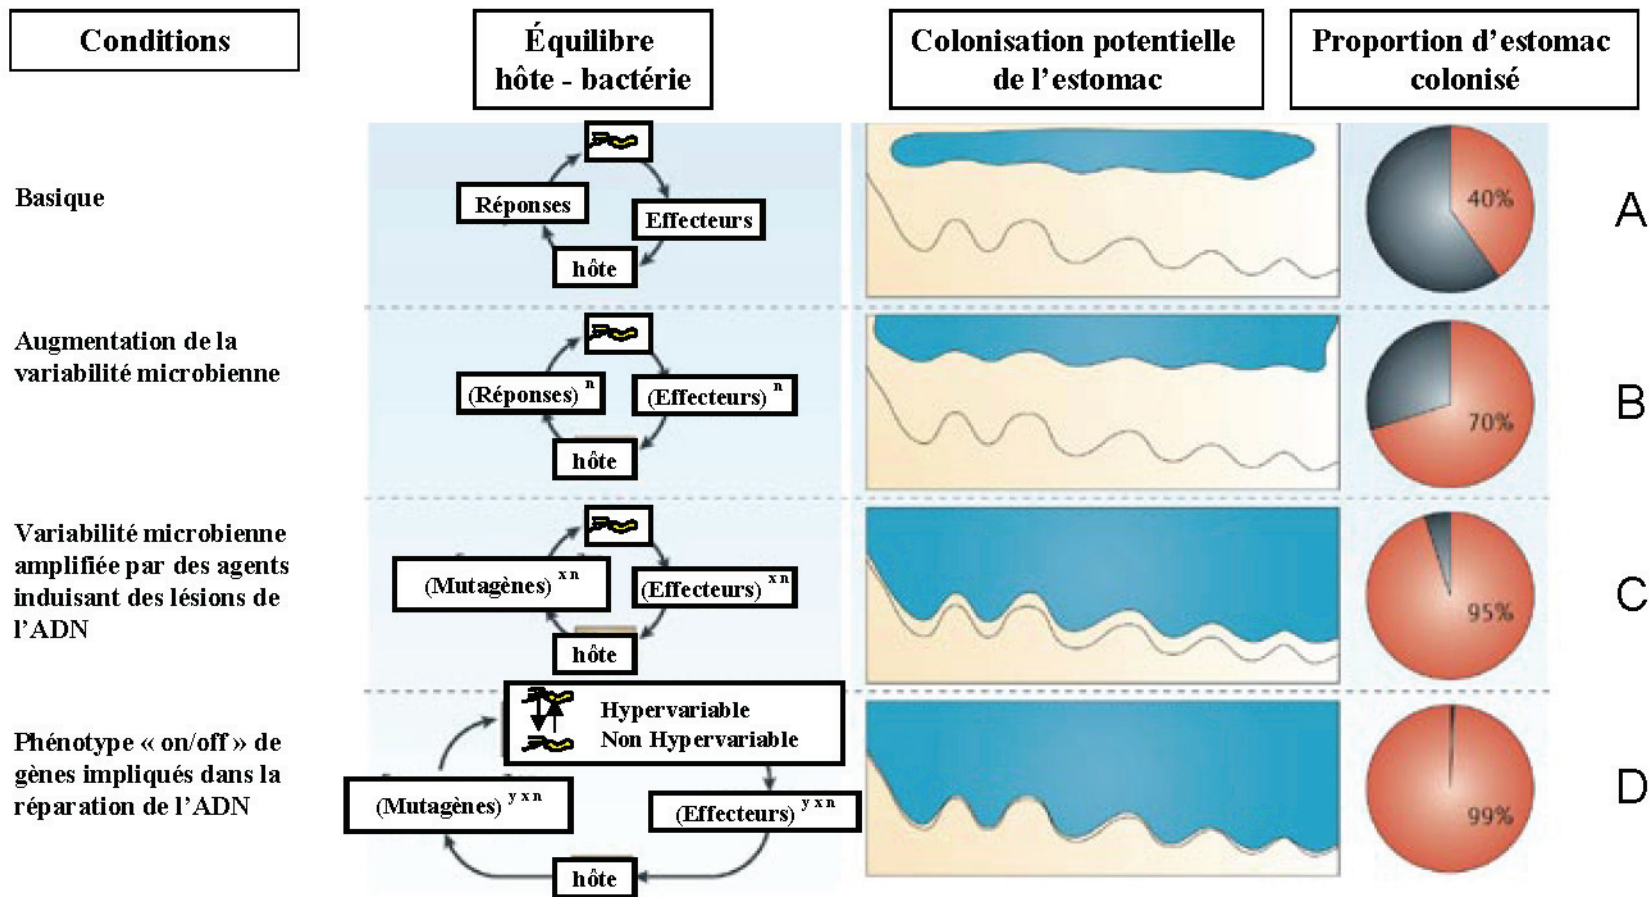 Conditions
Équilibre
hôte - bactérie
Colonisation potentielle
de l'estomac
Proportion d'estomac
colonisé
Basique
Réponses
Effecteurs
hôte
40%
A
Augmentation de la
variabilité microbienne
(Réponses) n
(Effecteurs) n
hôte
70%
B
Variabilité microbienne
amplifiée par des agents
induisant des lésions de
l'ADN
(Mutagènes) x n
(Effecteurs) x n
hôte
95%
C
Phénotype « on/off » de
gènes impliqués dans la
réparation de l'ADN
Hypervariable
Non Hypervariable
(Mutagènes) y x n
(Effecteurs) y x n
hôte
99%
D